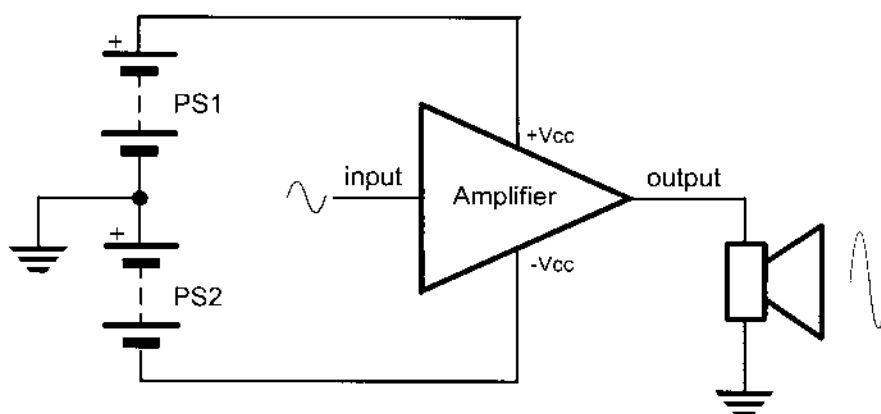 +
PS1
+Vcc
input
Amplifier
output
+
-Vcc
PS2